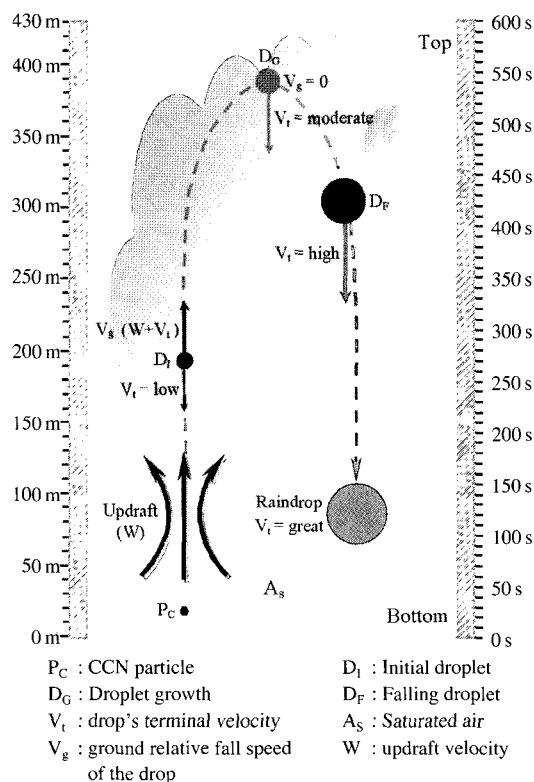 430 m
400 m
350 m
300 m
250 m
200 m
150 m
100 m
50 m
0 m
D_G
V_g = 0
V_t = moderate
D_F
V_t = high
V_g (W+V_t)
D_I
V_t = low
Updraft
(W)
Raindrop
V_t = great
A_S
P_C
Top
Bottom
600 s
550 s
500 s
450 s
400 s
350 s
300 s
250 s
200 s
150 s
100 s
50 s
0 s
P_C : CCN particle
D_G : Droplet growth
V_t : drop's terminal velocity
V_g : ground relative fall speed
of the drop
D_I : Initial droplet
D_F : Falling droplet
A_S : Saturated air
W : updraft velocity